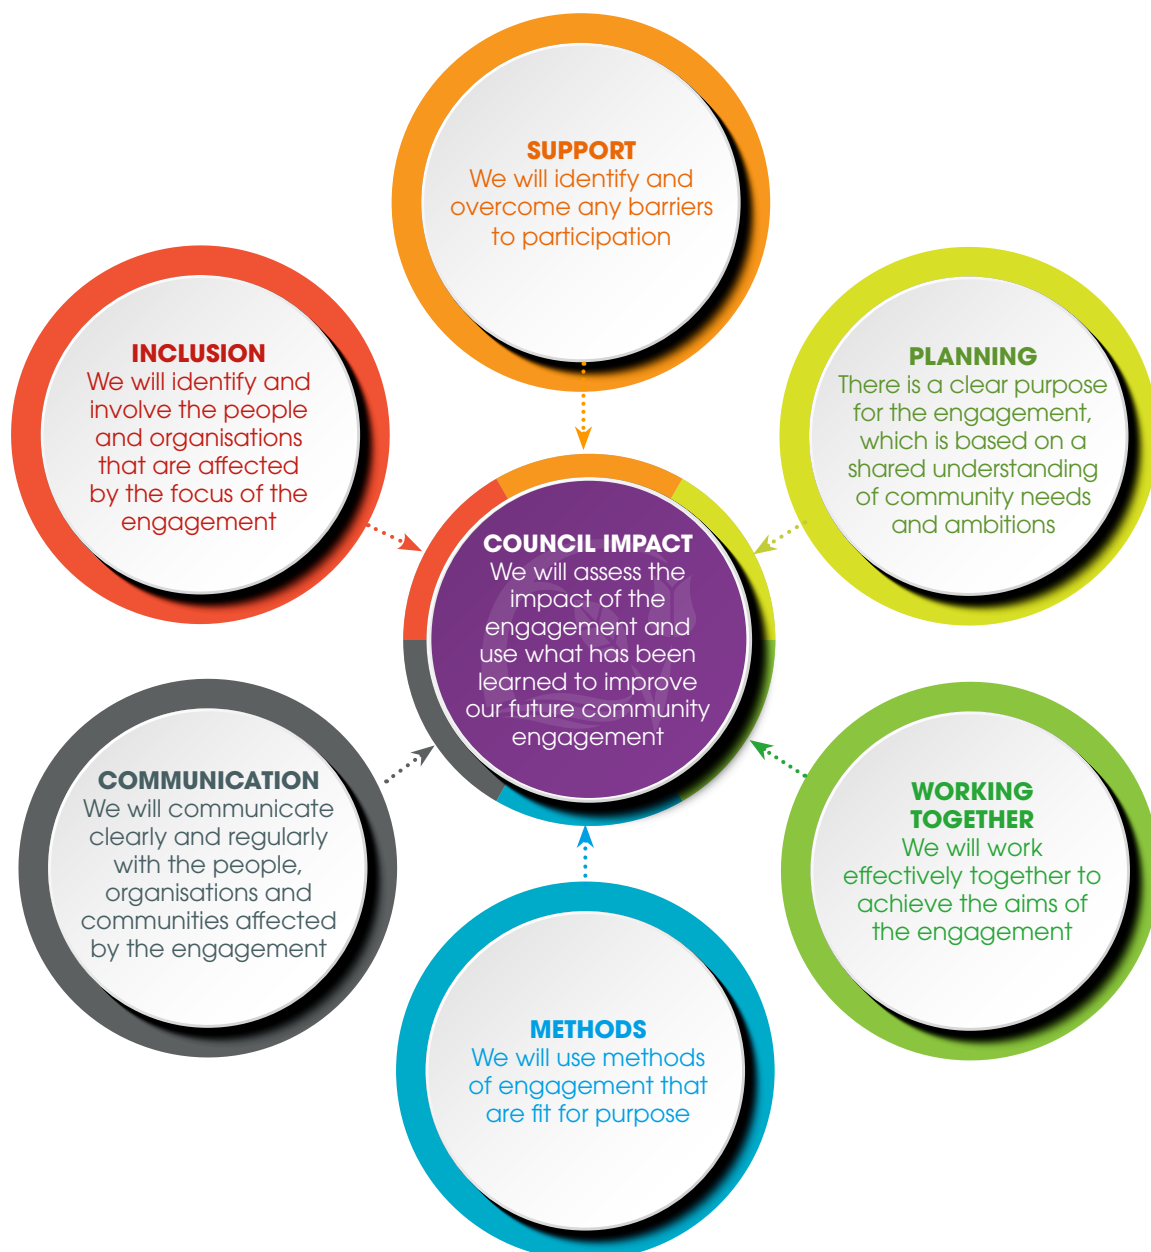 SUPPORT
We will identify and
overcome any barriers
to participation
INCLUSION
We will identify and
involve the people
and organisations
that are affected
by the focus of the
engagement
PLANNING
There is a clear purpose
for the engagement,
which is based on a
shared understanding
of community needs
and ambitions
COUNCIL IMPACT
We will assess the
impact of the
engagement and
use what has been
learned to improve
our future community
engagement
COMMUNICATION
We will communicate
clearly and regularly
with the people,
organisations and
communities affected
by the engagement
WORKING
TOGETHER
We will work
effectively together to
achieve the aims of
the engagement
METHODS
We will use methods
of engagement that
are fit for purpose